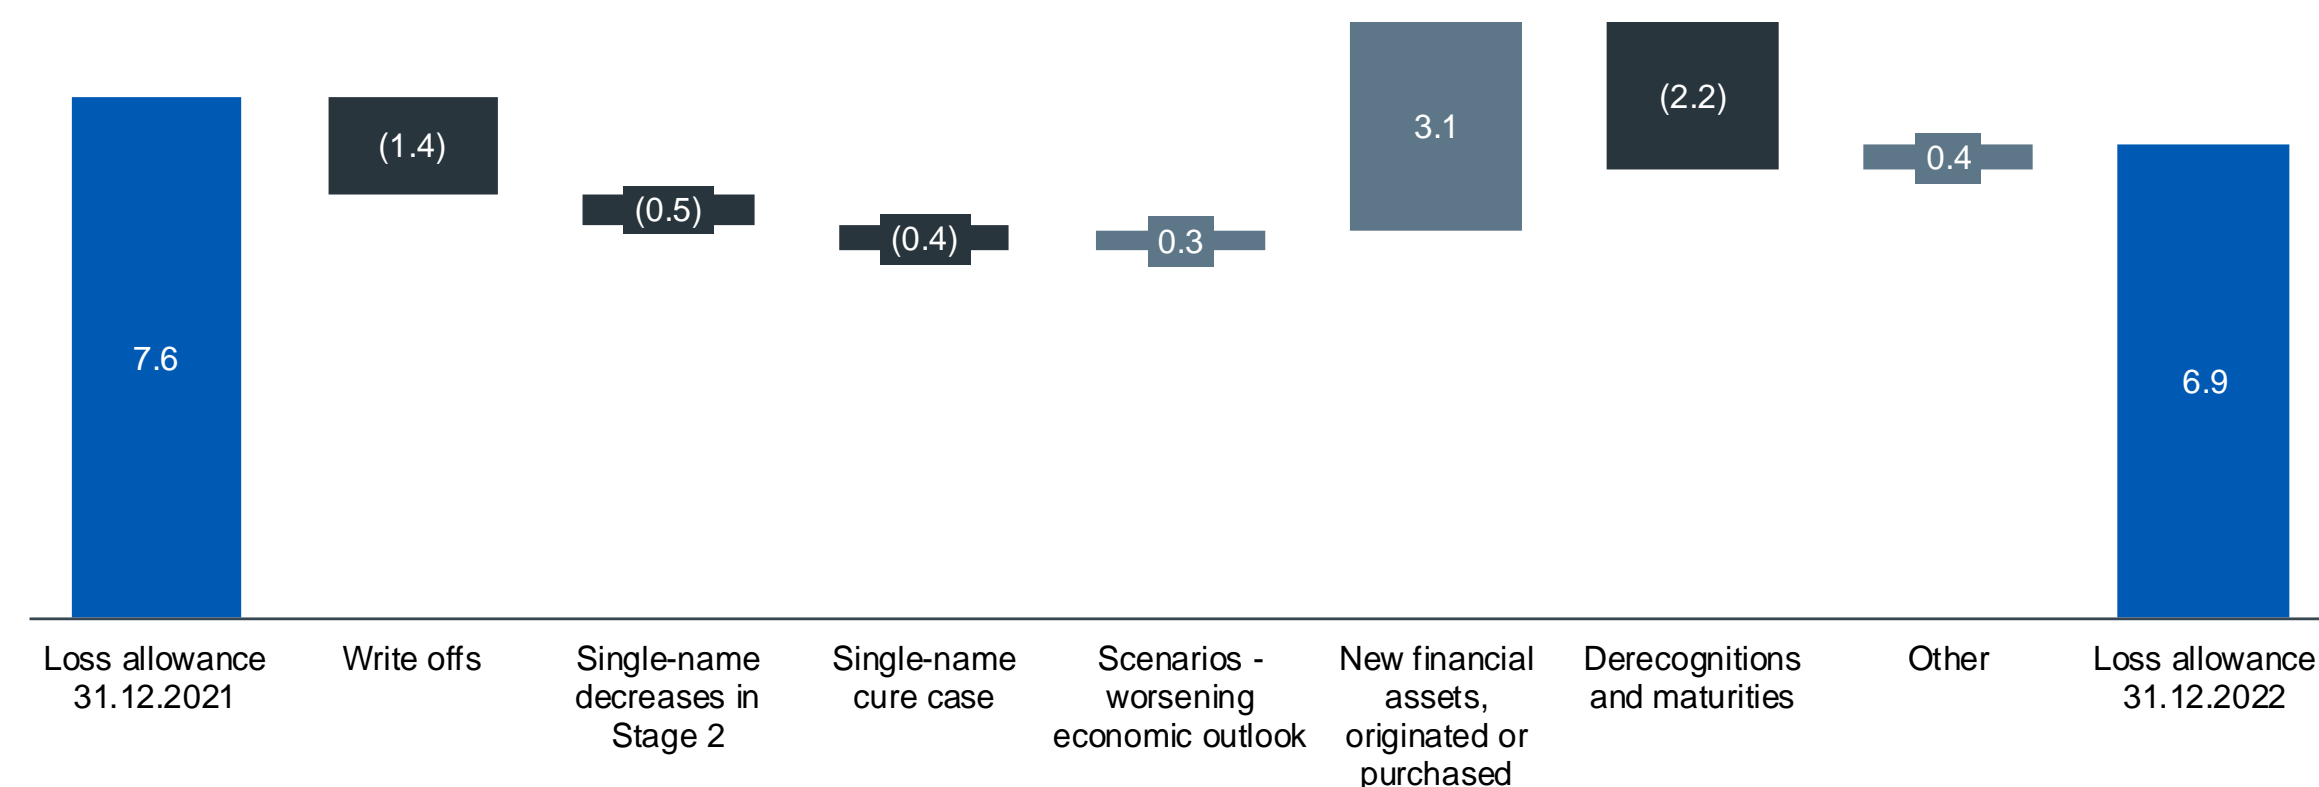 (2.2)
3.1
(1.4)
0.4
(0.5)
(0.4)
0.3
7.6
6.9
Loss allowance
31.12.2021
Write offs
Single-name
decreases in
Stage 2
Single-name
cure case
Scenarios -
worsening
economic outlook
New financial
assets,
originated or
purchased
Derecognitions
and maturities
Other
Loss allowance
31.12.2022